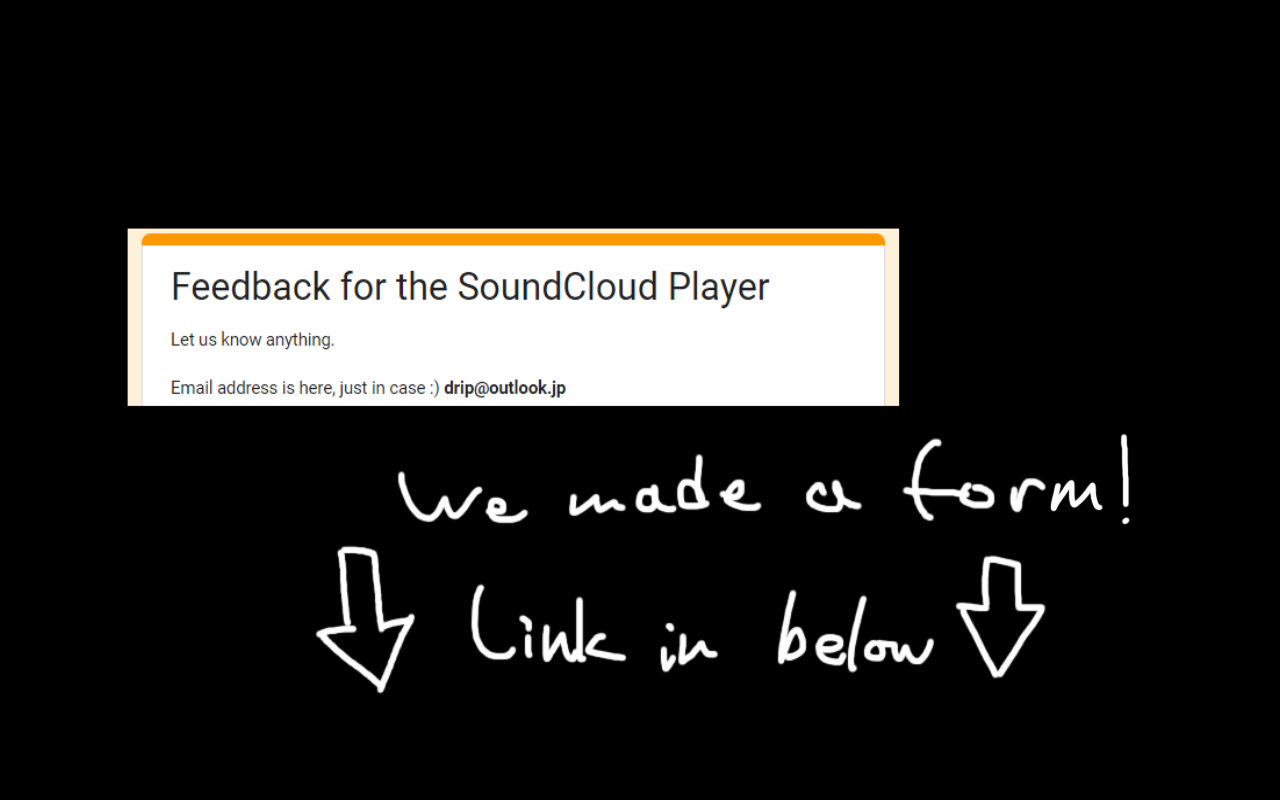 Feedback for the SoundCloud Player
Let us know anything.
Email address is here, just in case :) drip@outlook.jp
We made a form!
Link in below